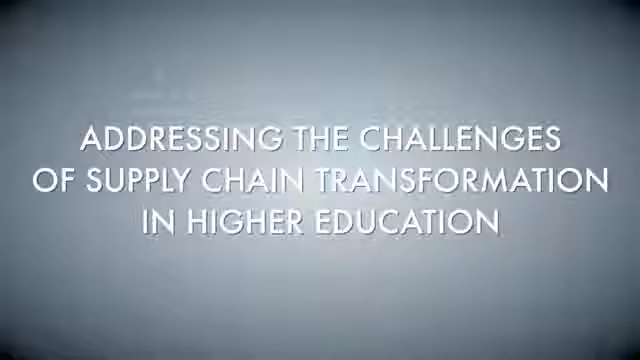 ADDRESSING THE CHALLENGES
OF SUPPLY CHAIN TRANSFORMATION
IN HIGHER EDUCATION